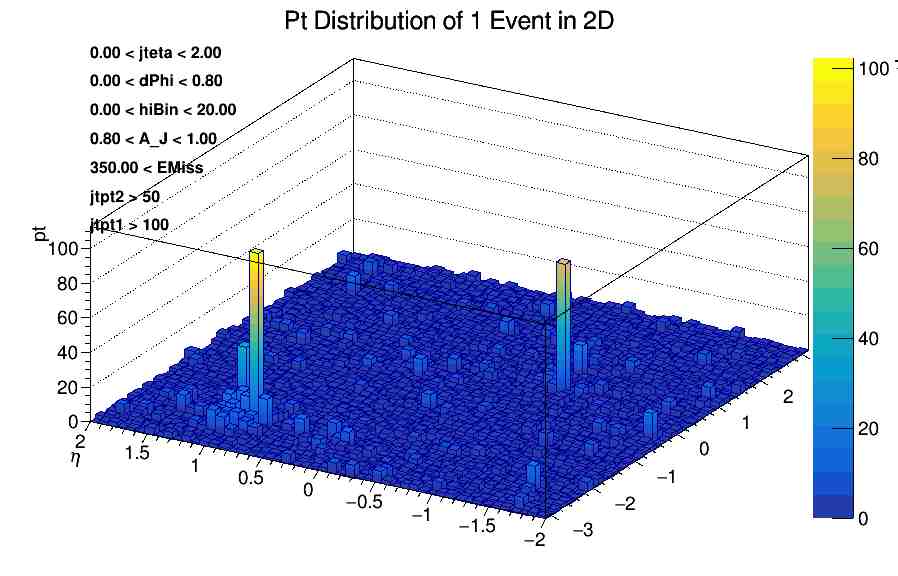 Pt Distribution of 1 Event in 2D
0.00 < jteta < 2.00
0.00 < dPhi < 0.80
0.00 < hiBin < 20.00
0.80 < A_J < 1.00
350.00 < EMiss
jtpt2 > 50
jtpt1 > 100
pt
100
80
60
40
20
0
2
1.5
1
0.5
0
−0.5
−1
−1.5
−2
η
−3
−2
−1
0
1
2
100
80
60
40
20
0